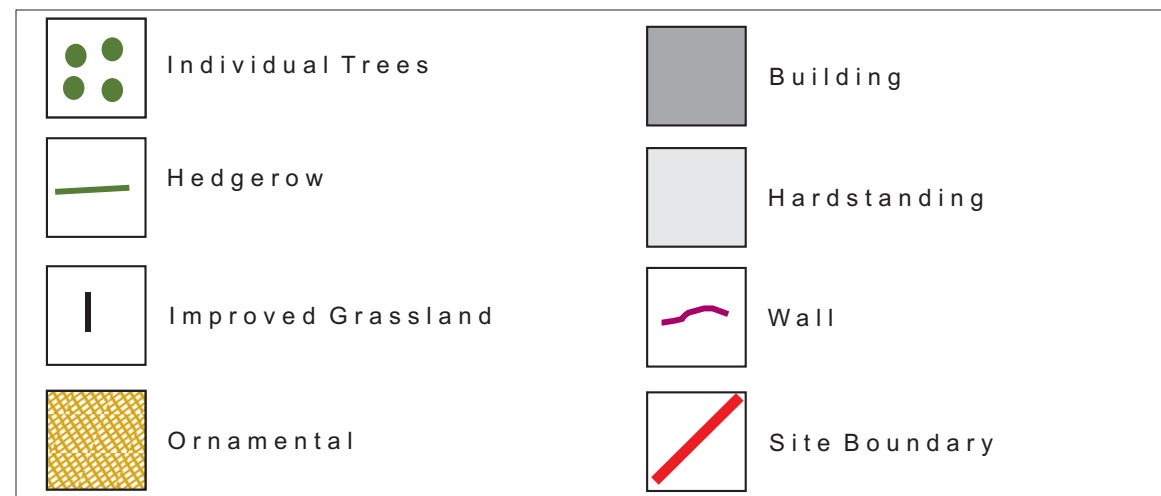 Individual Trees
Hedgerow
Improved Grassland
Ornamental
Building
Hardstanding
Wall
Site Boundary